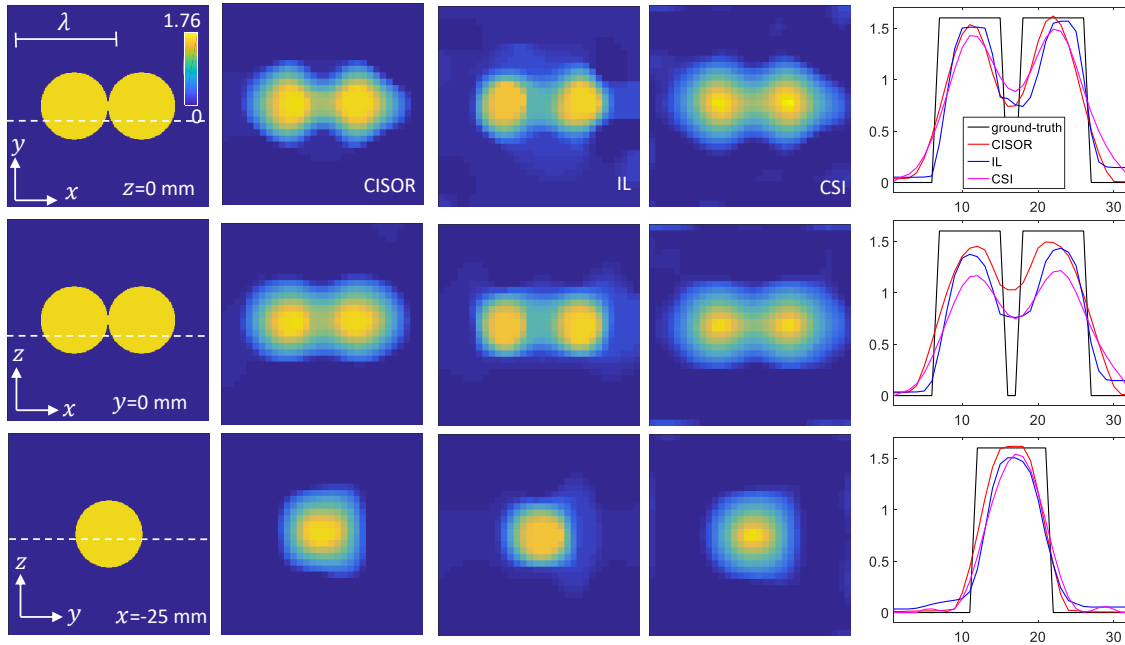 λ
1.76
0
y
x
z=0 mm
CISOR
IL
CSI
1.5
1
0.5
0
ground-truth
CISOR
IL
CSI
10 20 30
z
x
y=0 mm
1.5
1
0.5
0
10 20 30
z
y
x=-25 mm
1.5
1
0.5
0
10 20 30